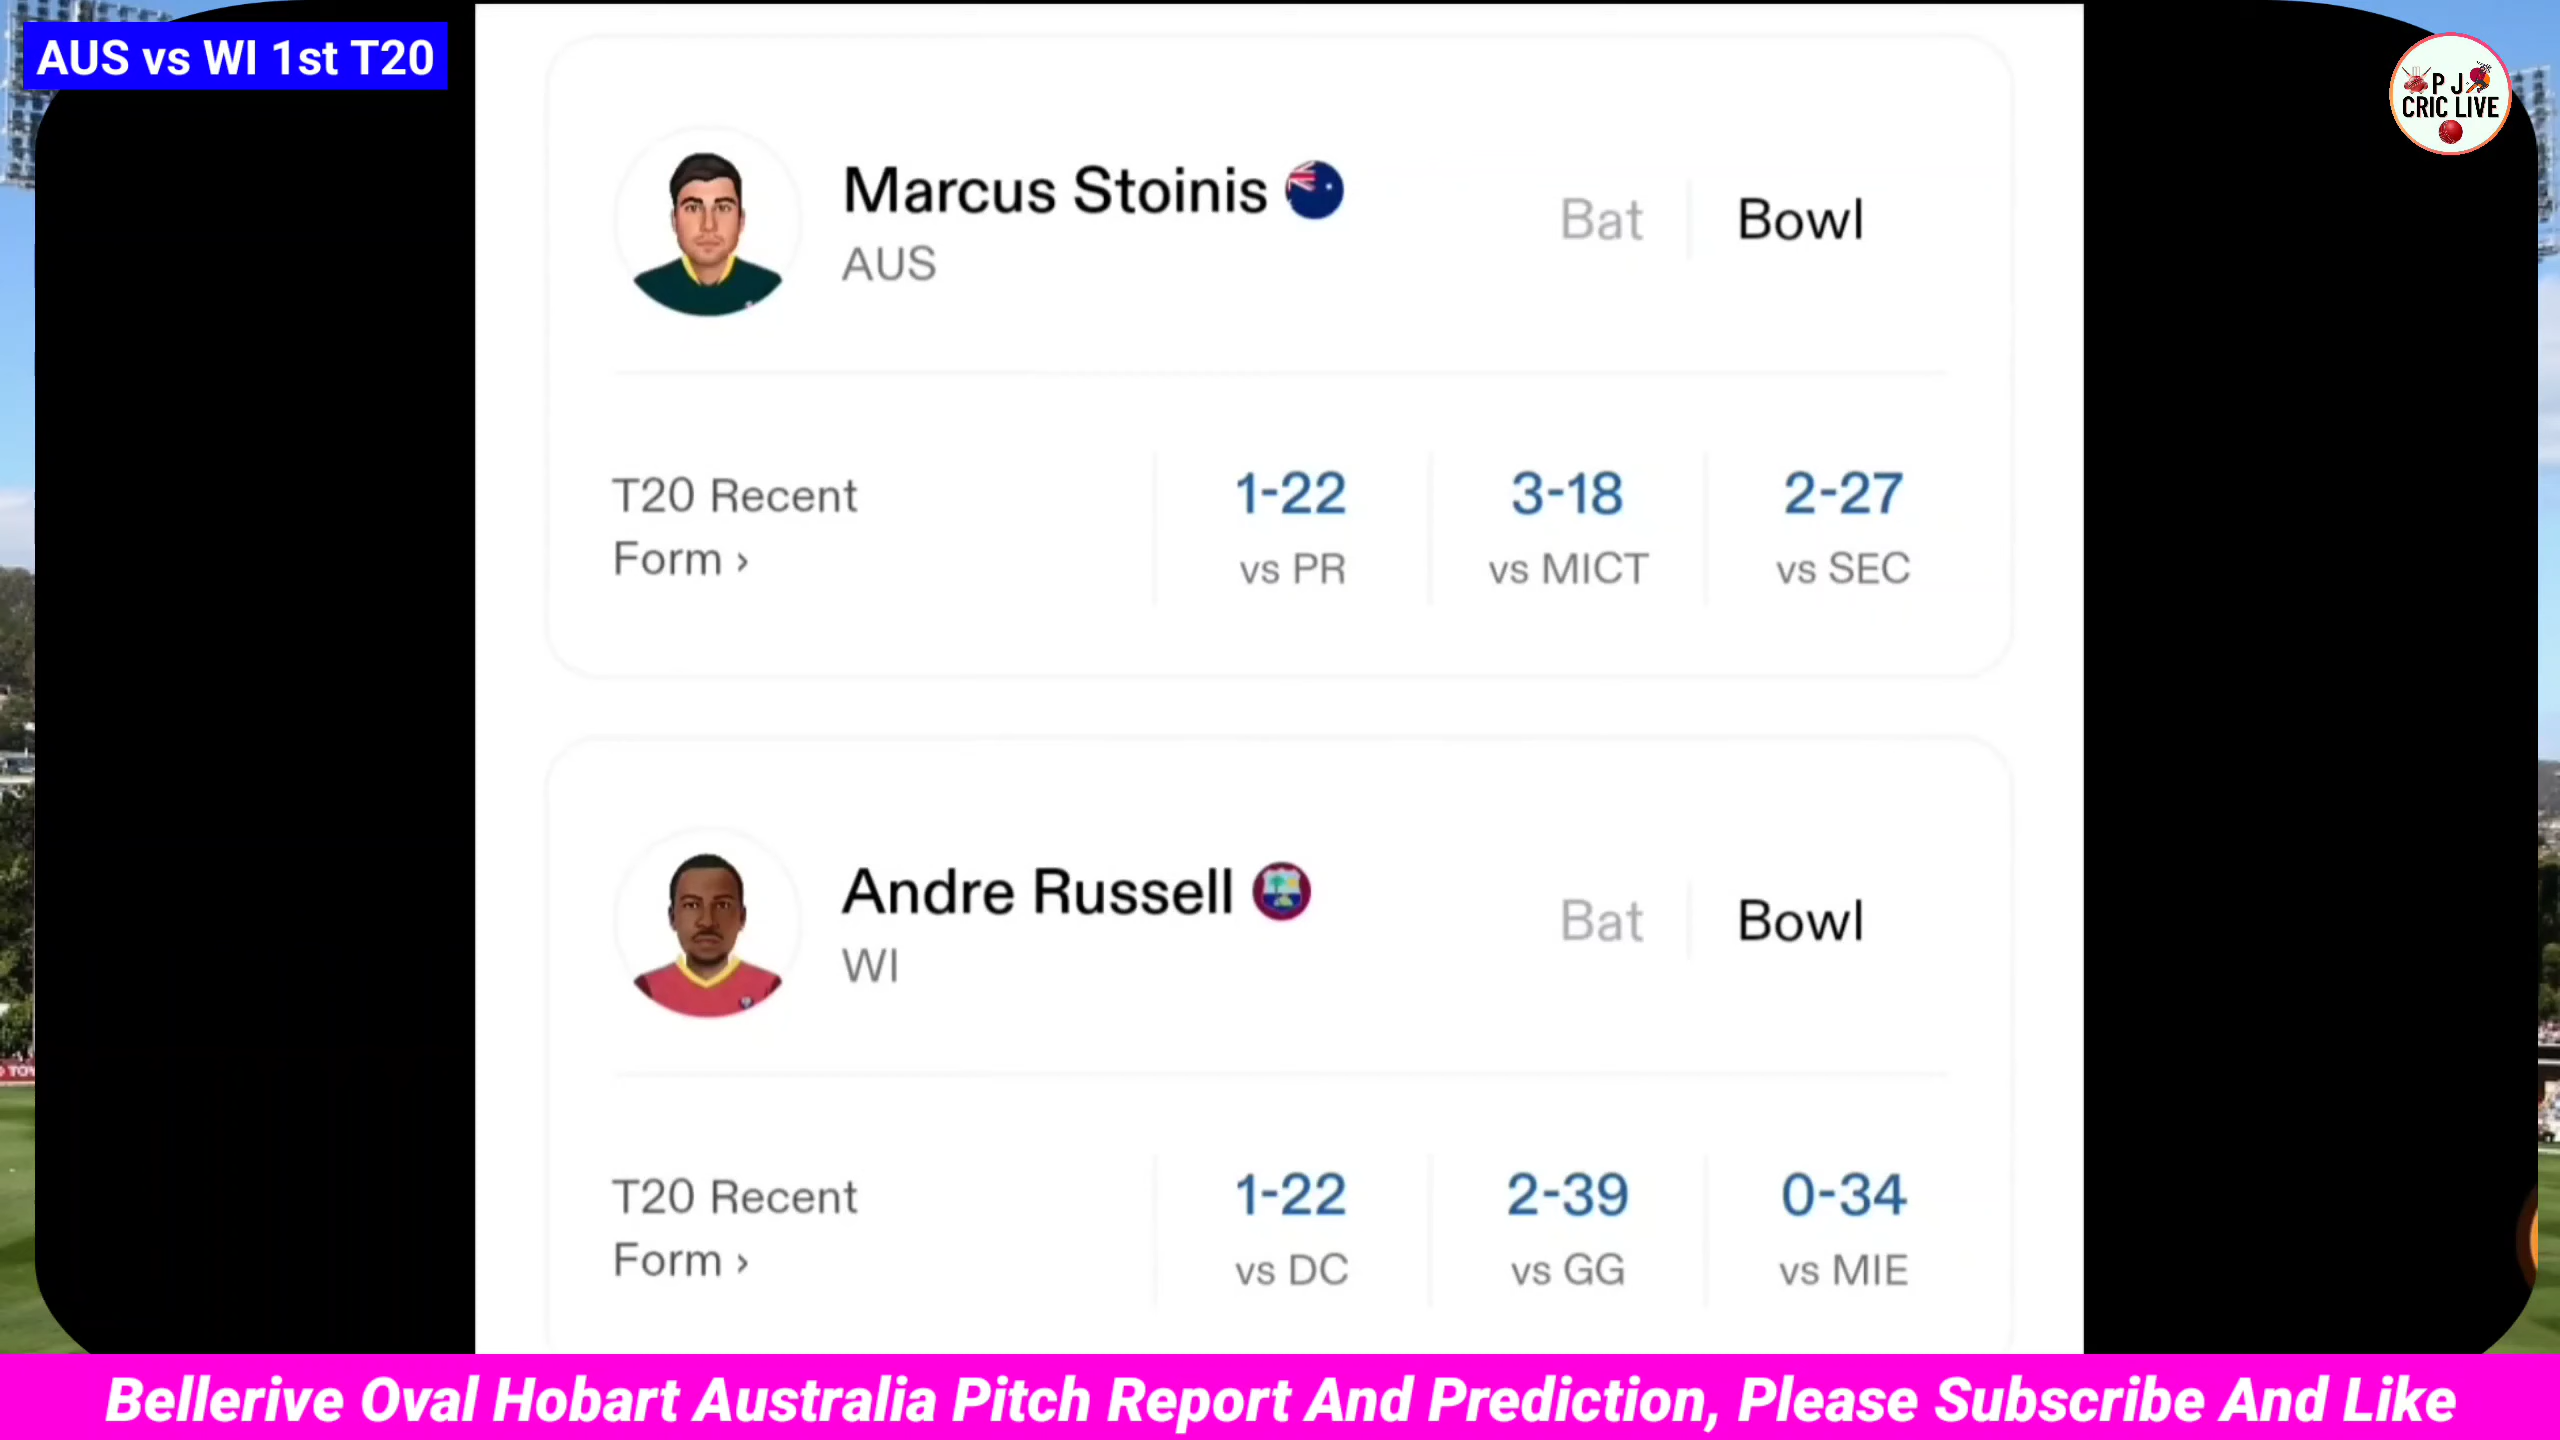 AUS vs WI 1st T20
P J
CRIC LIVE
Marcus Stoinis
AUS
Bat
Bowl
T20 Recent
Form ›
1-22
vs PR
3-18
vs MICT
2-27
vs SEC
Andre Russell
WI
Bat
Bowl
T20 Recent
Form ›
1-22
vs DC
2-39
vs GG
0-34
vs MIE
TOY
Bellerive Oval Hobart Australia Pitch Report And Prediction, Please Subscribe And Like